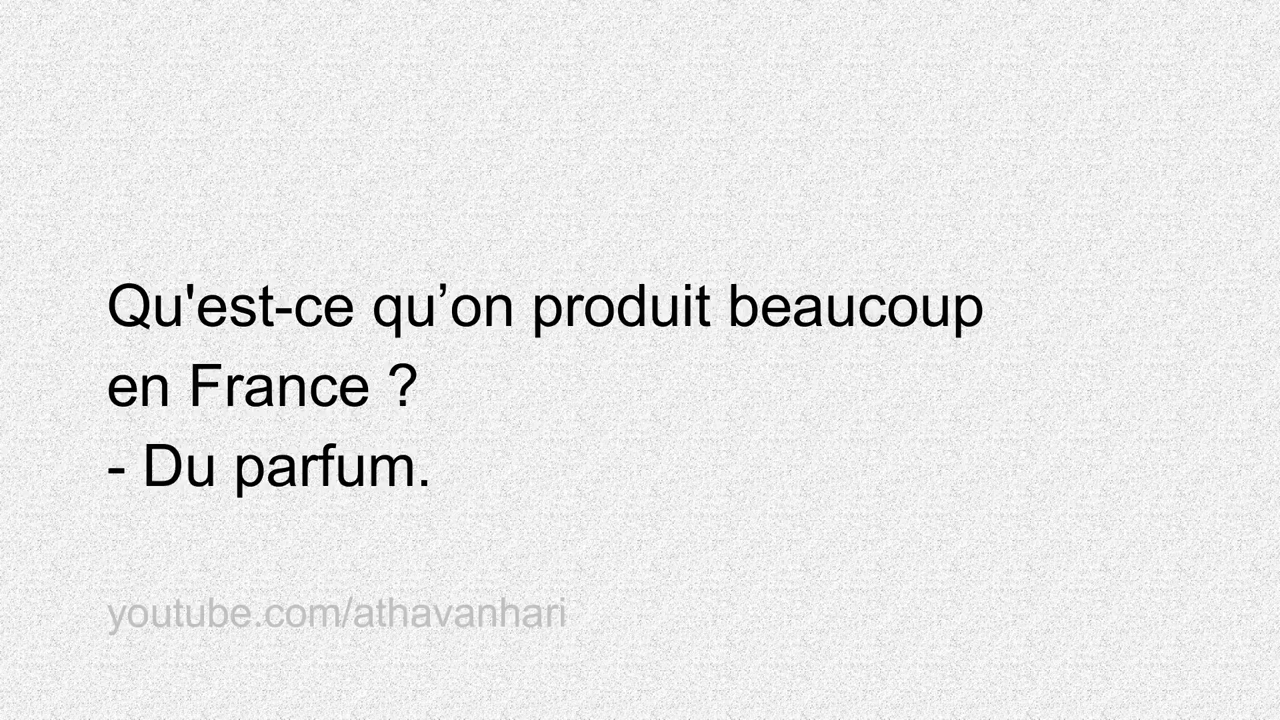 Qu'est-ce qu’on produit beaucoup
en France ?
- Du parfum.
youtube.com/athavanhari